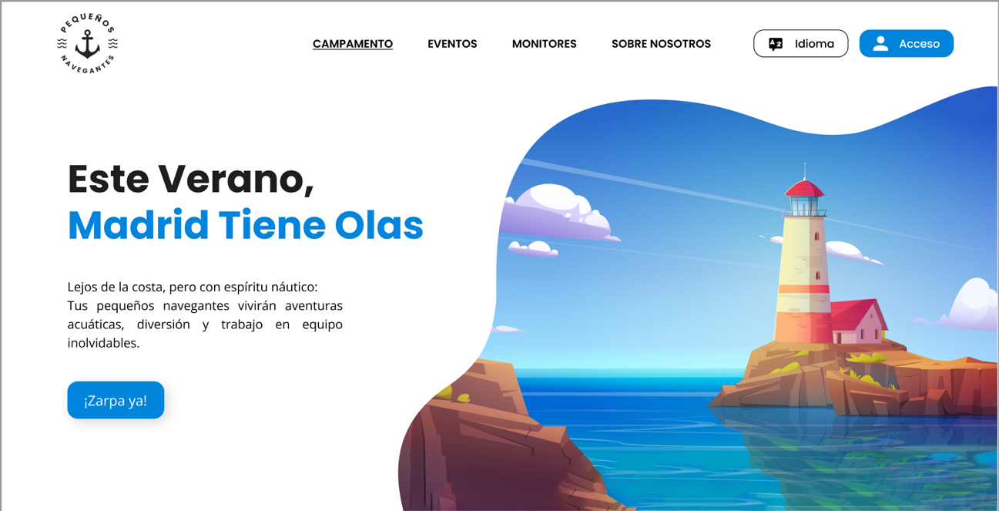 PEQUEÑOS
NAVEGANTES
CAMPAMENTO
EVENTOS
MONITORES
SOBRE NOSOTROS
Idioma
Acceso
Este Verano,
Madrid Tiene Olas
Lejos de la costa, pero con espíritu náutico:
Tus pequeños navegantes vivirán aventuras
acuáticas, diversión y trabajo en equipo
inolvidables.
¡Zarpa ya!